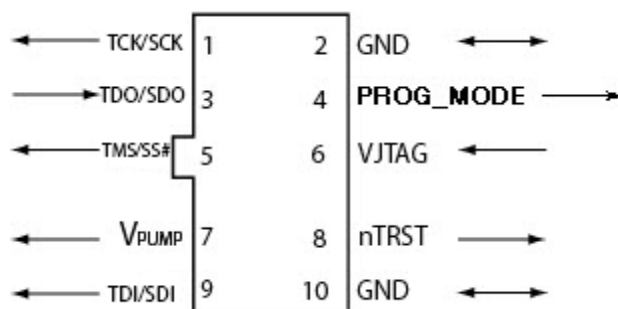 TCK/SCK 1 2 GND
TDO/SDO 3 4 PROG_MODE
TMS/SS# 5 6 VJTAG
VPUMP 7 8 nTRST
TDI/SDI 9 10 GND